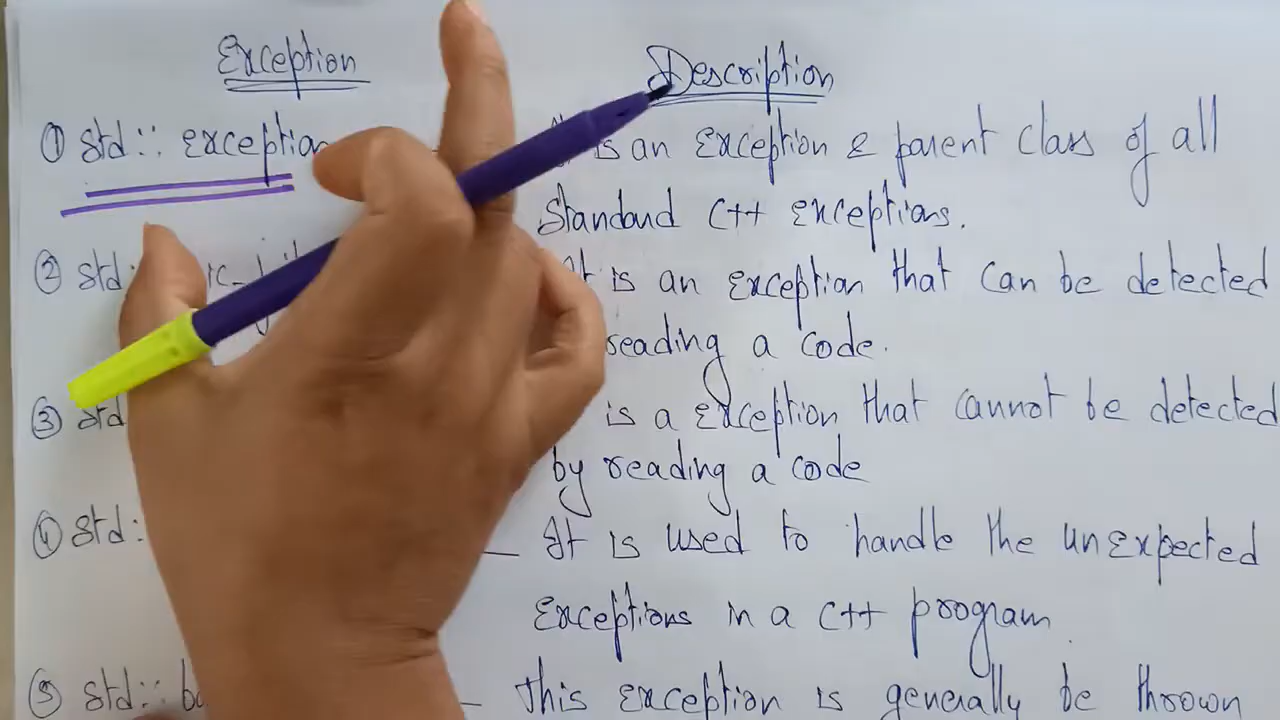 Exception Description
① std:: exception is an exception & parent class of all
Standard C++ exceptions.
② std: It is an exception that can be detected
reading a code.
③ std is a exception that cannot be detected
by reading a code
④ std: — It is used to handle the unexpected
exceptions in a C++ program.
⑤ std:: — This exception is generally be thrown